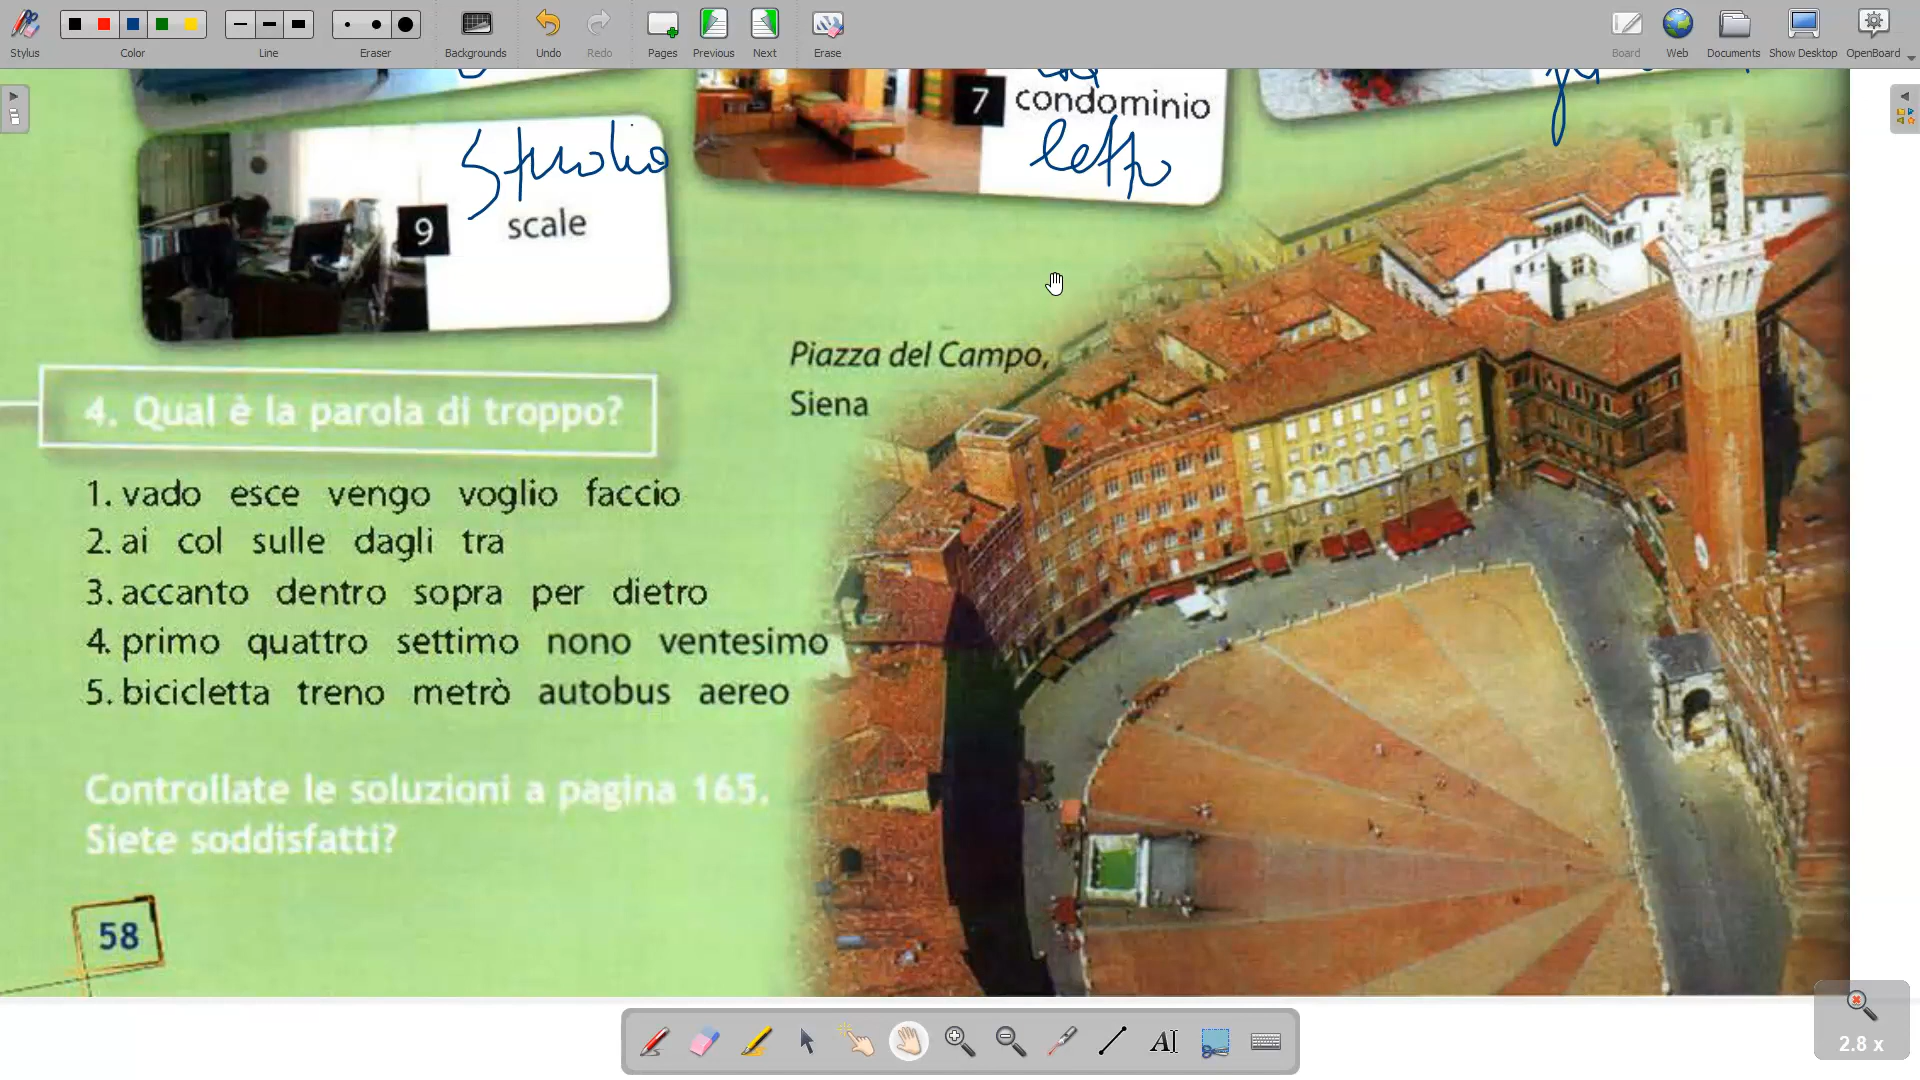 Stylus
Color
Line
Eraser
Backgrounds
Undo
Redo
Pages
Previous
Next
Erase
Board
Web
Documents
Show Desktop
OpenBoard
7 condominio
letto
studio
9 scale
Piazza del Campo,
Siena
4. Qual è la parola di troppo?
1. vado esce vengo voglio faccio
2. ai col sulle dagli tra
3. accanto dentro sopra per dietro
4. primo quattro settimo nono ventesimo
5. bicicletta treno metrò autobus aereo
Controllate le soluzioni a pagina 165.
Siete soddisfatti?
58
2.8 x